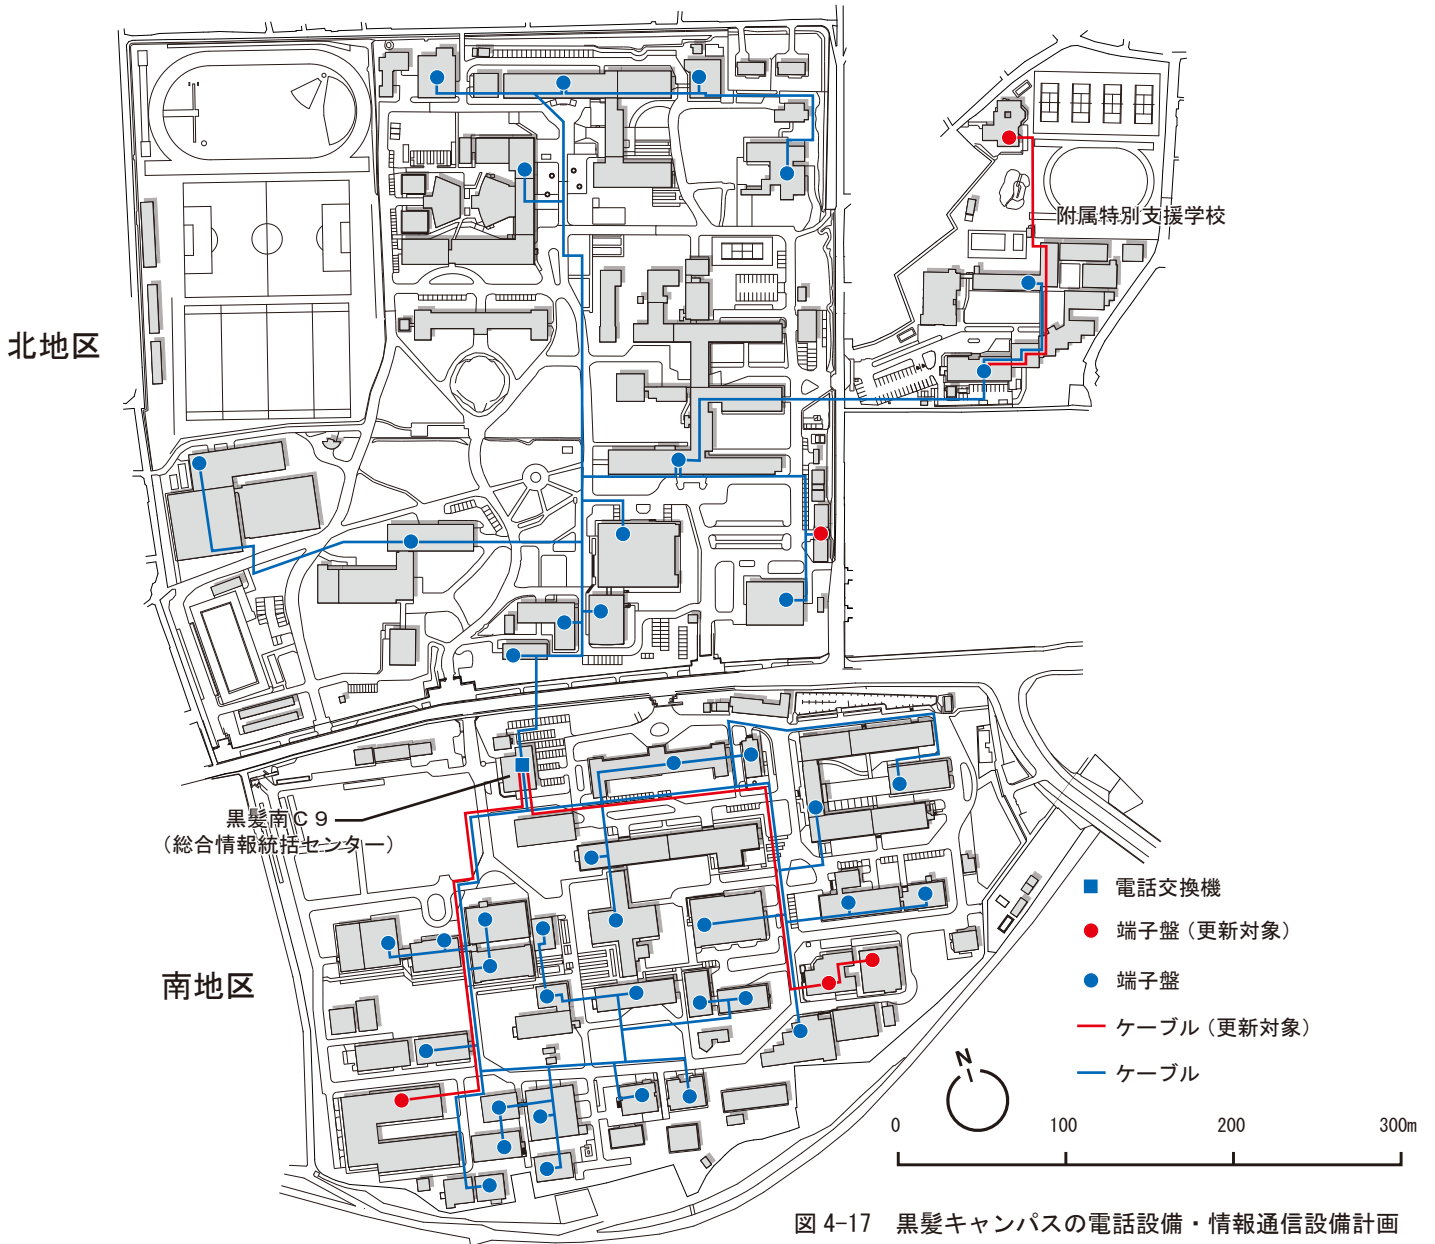 附属特別支援学校
北地区
黒髪南C9
(総合情報統括センター)
南地区
電話交換機
端子盤(更新対象)
端子盤
ケーブル(更新対象)
ケーブル
N
0 100 200 300m
図4-17 黒髪キャンパスの電話設備・情報通信設備計画